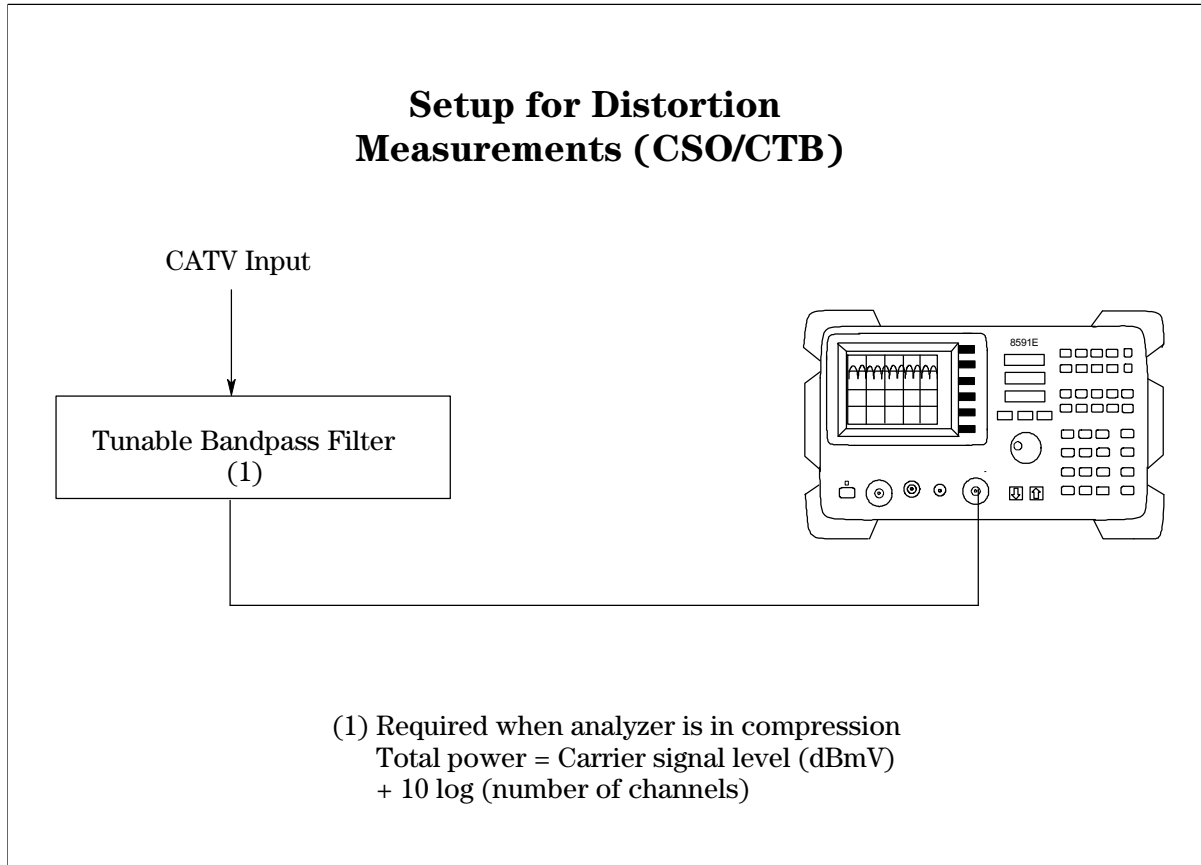 Setup for Distortion
Measurements (CSO/CTB)
CATV Input
8591E
Tunable Bandpass Filter
(1)
(1) Required when analyzer is in compression
Total power = Carrier signal level (dBmV)
+ 10 log (number of channels)